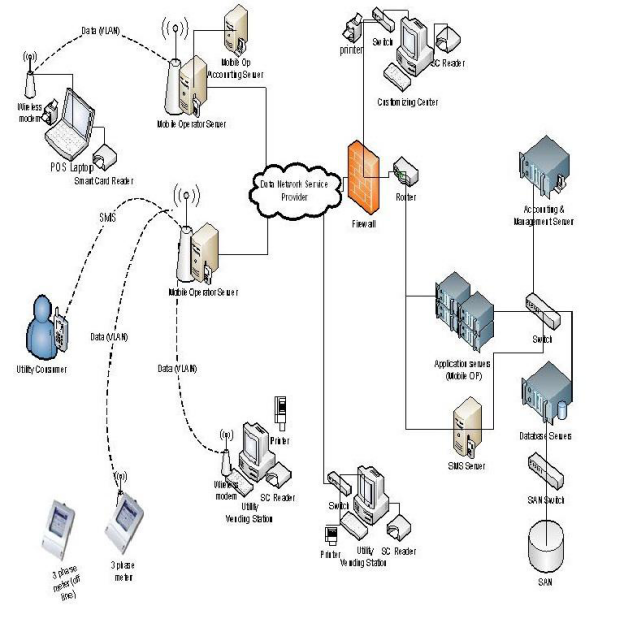 Data (VLAN)
Mobile Op
Accounting Server
printer
Switch
SC Reader
Customizing Center
Wireless
modem
POS Laptop
Smart Card Reader
Mobile Operator Server
Data Network Service
Provider
Firewall
Router
Accounting &
Management Server
SMS
Mobile Operator Server
Utility Consumer
Data (VLAN)
Data (VLAN)
Application servers
(Mobile OP)
Switch
Printer
SMS Server
Database Servers
Wireless
modem
SC Reader
Utility
Vending Station
Switch
SAN Switch
Printer
Utility
Vending Station
SC Reader
3 phase
meter (off
line)
3 phase
meter
SAN